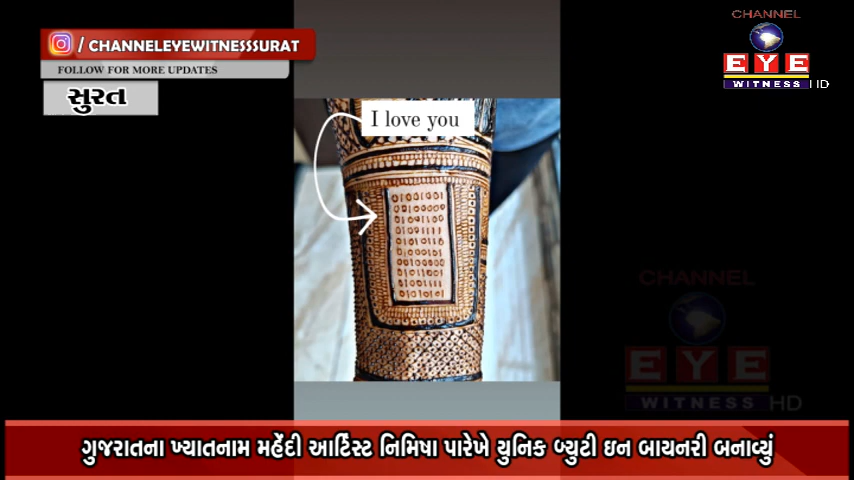 CHANNEL
EYE
WITNESS HD
/ CHANNELEYEWITNESSSURAT
FOLLOW FOR MORE UPDATES
સુરત
I love you
CHANNEL
EYE
WITNESS HD
ગુજરાતના ખ્યાતનામ મહેંદી આર્ટિસ્ટ નિમિષા પારેખે યુનિક બ્યુટી ઇન બાયનરી બનાવ્યું